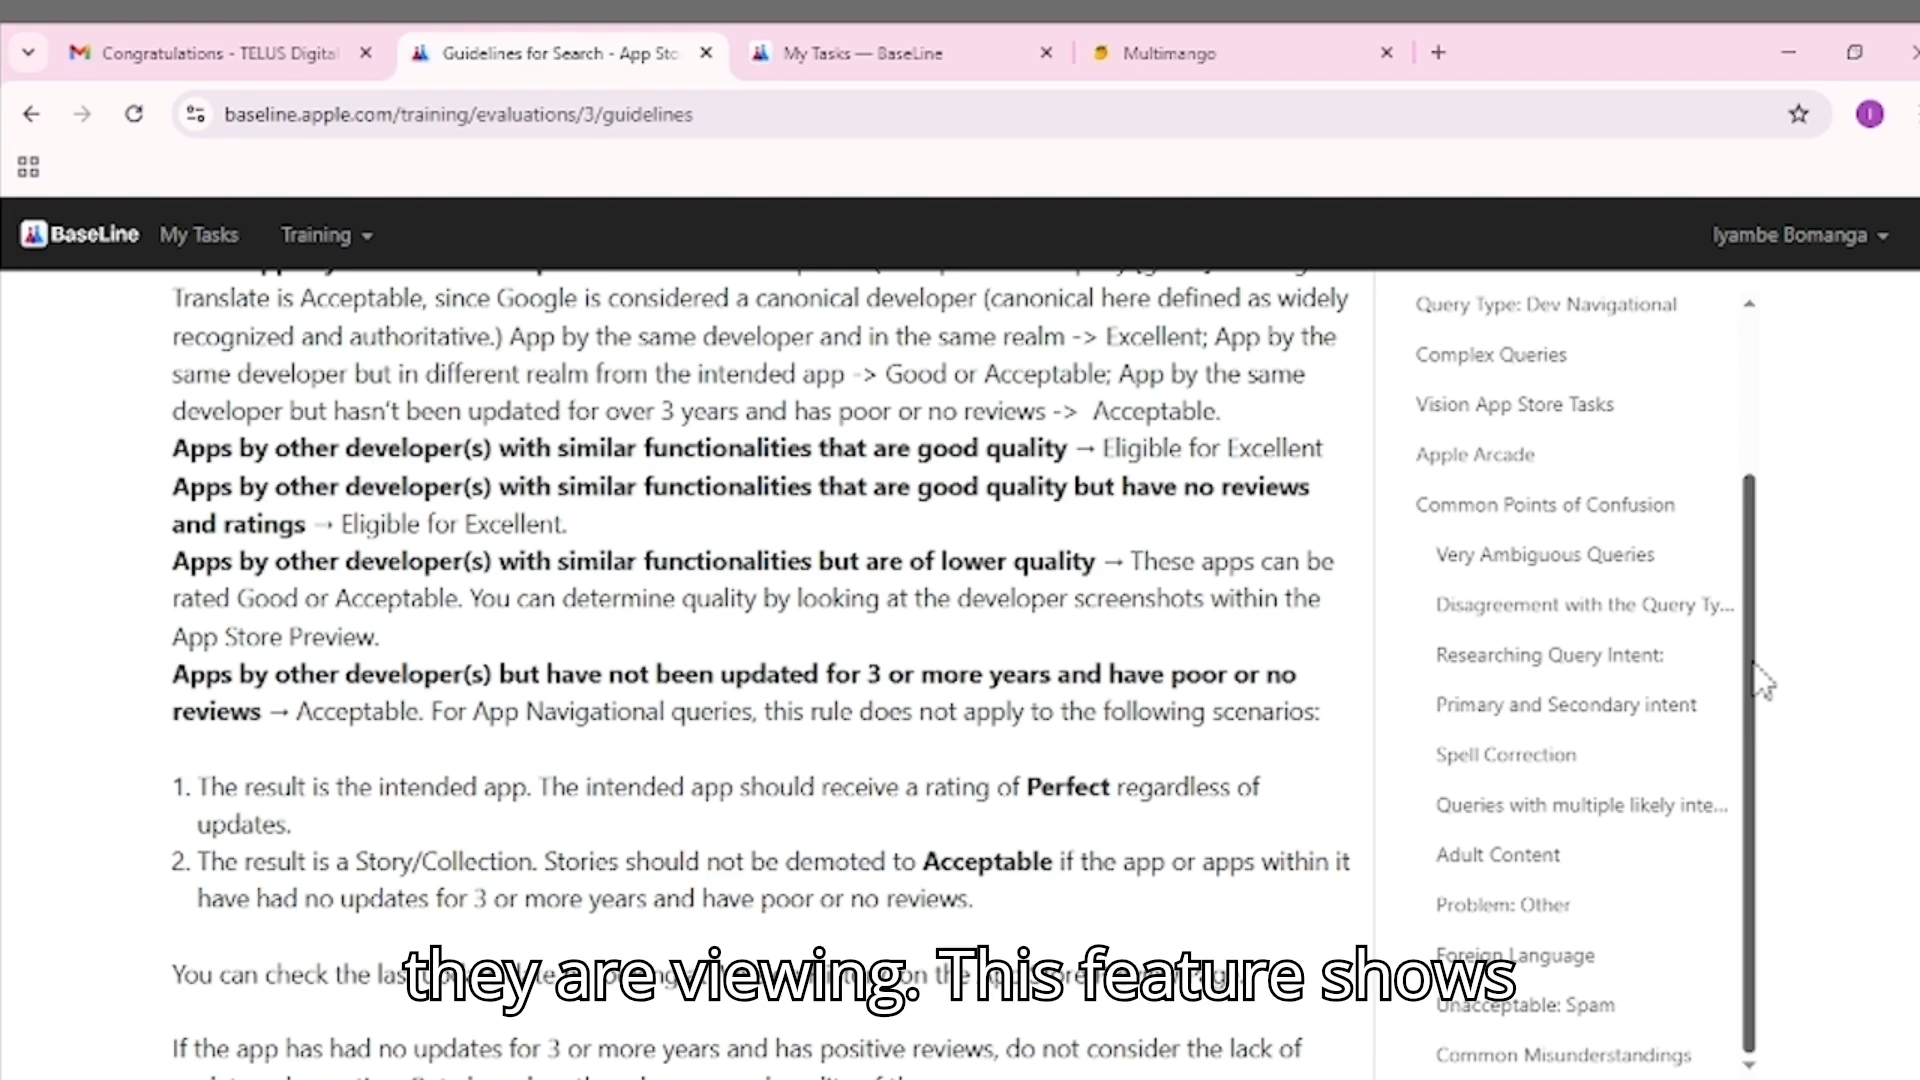 Congratulations - TELUS Digital
Guidelines for Search - App Sto
My Tasks — BaseLine
Multimango
baseline.apple.com/training/evaluations/3/guidelines
I
BaseLine My Tasks Training
Iyambe Bomanga
Translate is Acceptable, since Google is considered a canonical developer (canonical here defined as widely
recognized and authoritative.) App by the same developer and in the same realm -> Excellent; App by the
same developer but in different realm from the intended app -> Good or Acceptable; App by the same
developer but hasn't been updated for over 3 years and has poor or no reviews -> Acceptable.
Apps by other developer(s) with similar functionalities that are good quality → Eligible for Excellent
Apps by other developer(s) with similar functionalities that are good quality but have no reviews
and ratings → Eligible for Excellent.
Apps by other developer(s) with similar functionalities but are of lower quality → These apps can be
rated Good or Acceptable. You can determine quality by looking at the developer screenshots within the
App Store Preview.
Apps by other developer(s) but have not been updated for 3 or more years and have poor or no
reviews → Acceptable. For App Navigational queries, this rule does not apply to the following scenarios:
1. The result is the intended app. The intended app should receive a rating of Perfect regardless of
updates.
2. The result is a Story/Collection. Stories should not be demoted to Acceptable if the app or apps within it
have had no updates for 3 or more years and have poor or no reviews.
You can check the
on the
they are viewing. This feature shows
If the app has had no updates for 3 or more years and has positive reviews, do not consider the lack of
Query Type: Dev Navigational
Complex Queries
Vision App Store Tasks
Apple Arcade
Common Points of Confusion
Very Ambiguous Queries
Disagreement with the Query Ty...
Researching Query Intent:
Primary and Secondary intent
Spell Correction
Queries with multiple likely inte...
Adult Content
Problem: Other
Foreign Language
Unacceptable: Spam
Common Misunderstandings